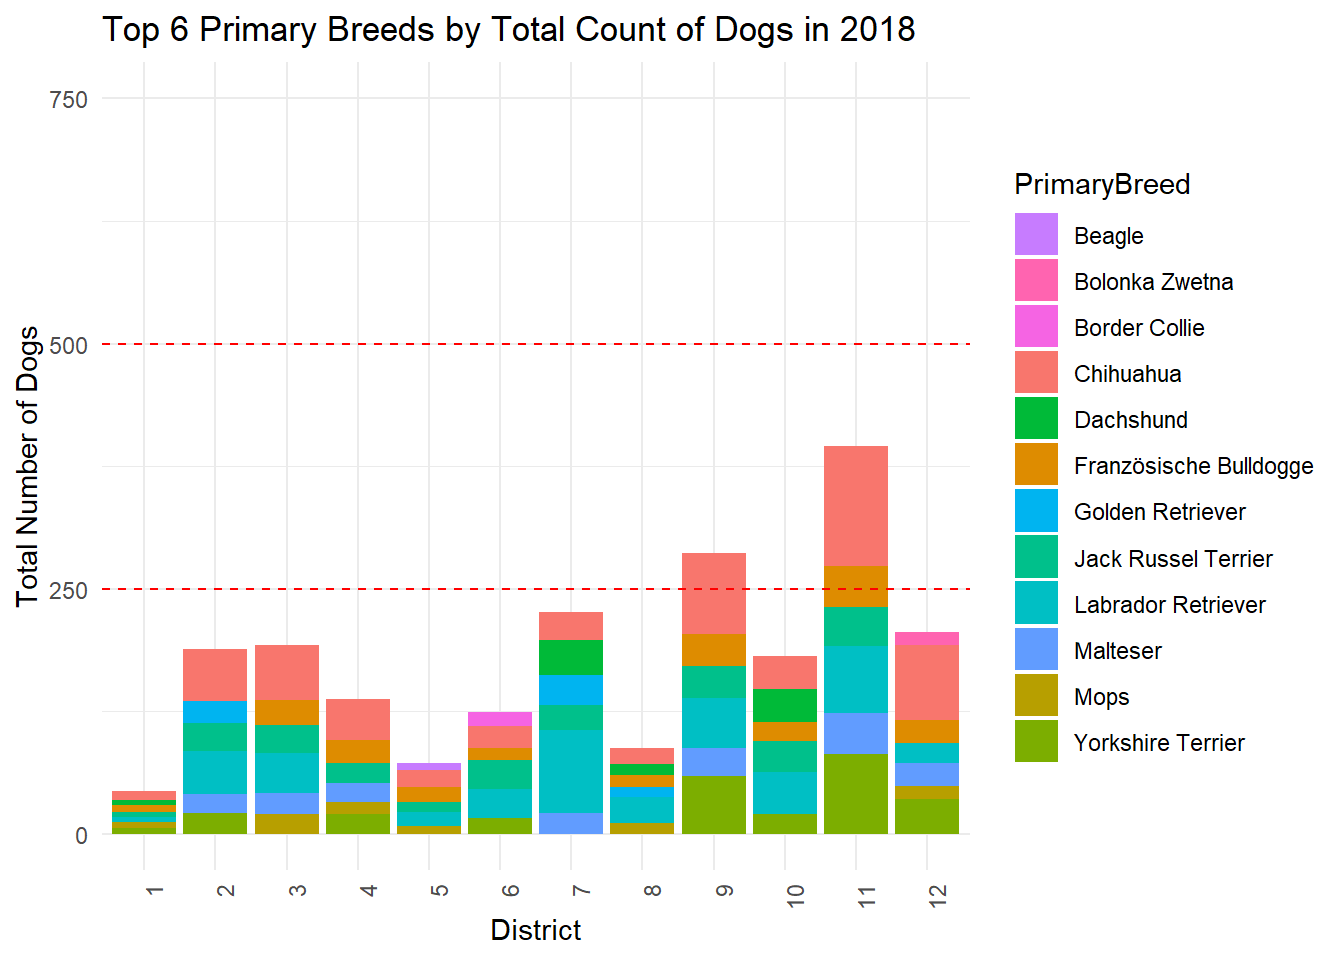 Top 6 Primary Breeds by Total Count of Dogs in 2018
Total Number of Dogs
750
500
250
0
1
2
3
4
5
6
7
8
9
10
11
12
District
PrimaryBreed
Beagle
Bolonka Zwetna
Border Collie
Chihuahua
Dachshund
Französische Bulldogge
Golden Retriever
Jack Russel Terrier
Labrador Retriever
Malteser
Mops
Yorkshire Terrier